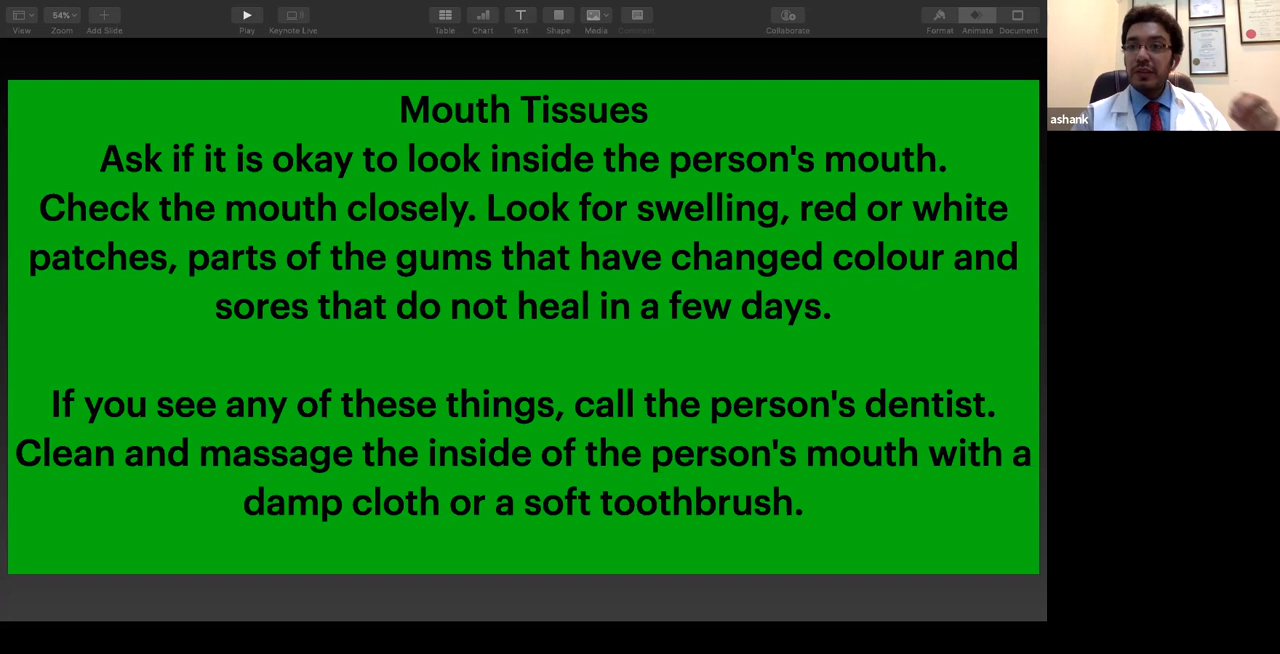 54%
View
Zoom
Add Slide
Play
Keynote Live
Table
Chart
Text
Shape
Media
Comment
Collaborate
Format
Animate
Document
ashank
Mouth Tissues
Ask if it is okay to look inside the person's mouth.
Check the mouth closely. Look for swelling, red or white
patches, parts of the gums that have changed colour and
sores that do not heal in a few days.
If you see any of these things, call the person's dentist.
Clean and massage the inside of the person's mouth with a
damp cloth or a soft toothbrush.